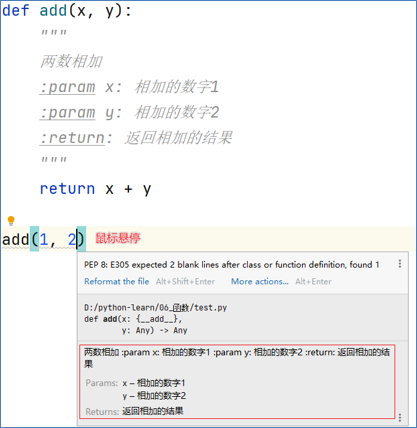 def add(x, y):
"""
两数相加
:param x: 相加的数字1
:param y: 相加的数字2
:return: 返回相加的结果
"""
return x + y
add(1, 2) 鼠标悬停
PEP 8: E305 expected 2 blank lines after class or function definition, found 1
Reformat the file Alt+Shift+Enter More actions... Alt+Enter
D:/python-learn/06_函数/test.py
def add(x: {__add__},
y: Any) -> Any
两数相加 :param x: 相加的数字1 :param y: 相加的数字2 :return: 返回相加的结
果
Params: x – 相加的数字1
y – 相加的数字2
Returns: 返回相加的结果